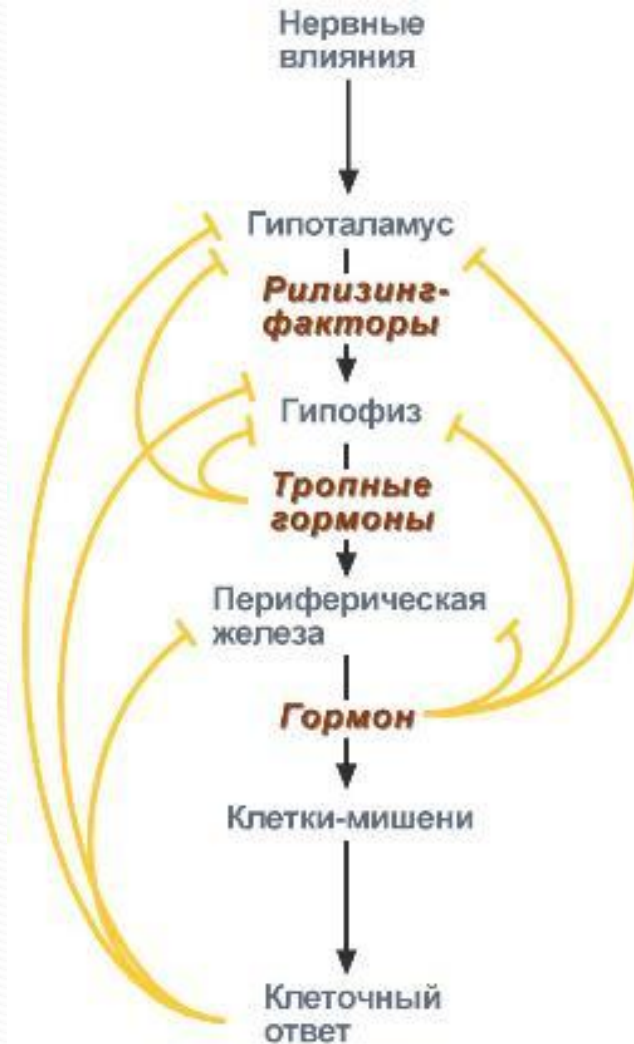 Нервные
влияния
Гипоталамус
Рилизинг-
факторы
Гипофиз
Тропные
гормоны
Периферическая
железа
Гормон
Клетки-мишени
Клеточный
ответ